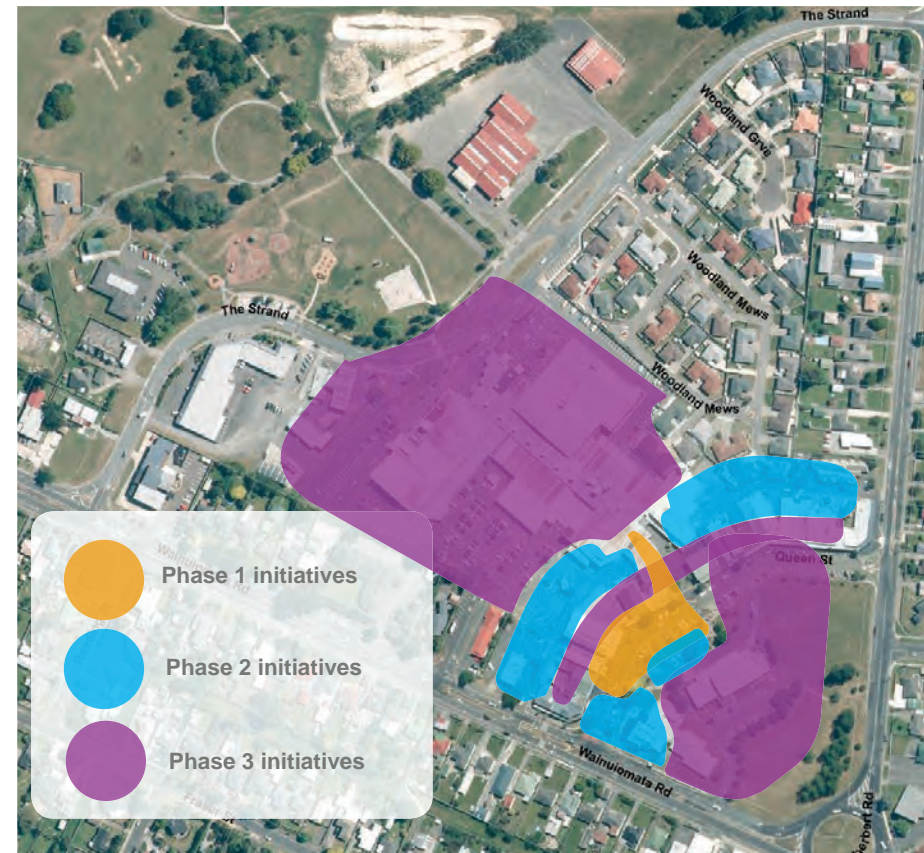 The Strand
Woodland Grve
Woodland Mews
The Strand
Woodland Mews
Queen St
Phase 1 initiatives
Phase 2 initiatives
Phase 3 initiatives
Wainuiomata Rd